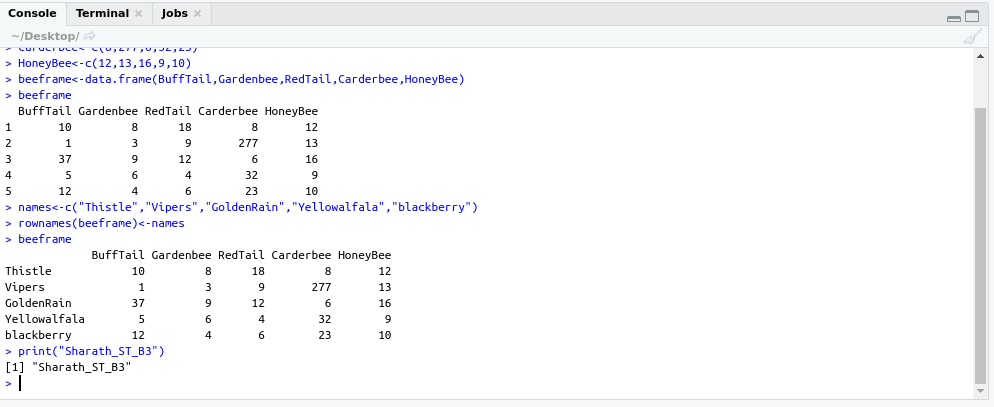 Console Terminal × Jobs ×
~/Desktop/
> CarderBee<-c(8,277,6,32,23)
> HoneyBee<-c(12,13,16,9,10)
> beeframe<-data.frame(BuffTail,Gardenbee,RedTail,Carderbee,HoneyBee)
> beeframe
BuffTail Gardenbee RedTail Carderbee HoneyBee
1 10 8 18 8 12
2 1 3 9 277 13
3 37 9 12 6 16
4 5 6 4 32 9
5 12 4 6 23 10
> names<-c("Thistle","Vipers","GoldenRain","Yellowalfala","blackberry")
> rownames(beeframe)<-names
> beeframe
BuffTail Gardenbee RedTail Carderbee HoneyBee
Thistle 10 8 18 8 12
Vipers 1 3 9 277 13
GoldenRain 37 9 12 6 16
Yellowalfala 5 6 4 32 9
blackberry 12 4 6 23 10
> print("Sharath_ST_B3")
[1] "Sharath_ST_B3"
>